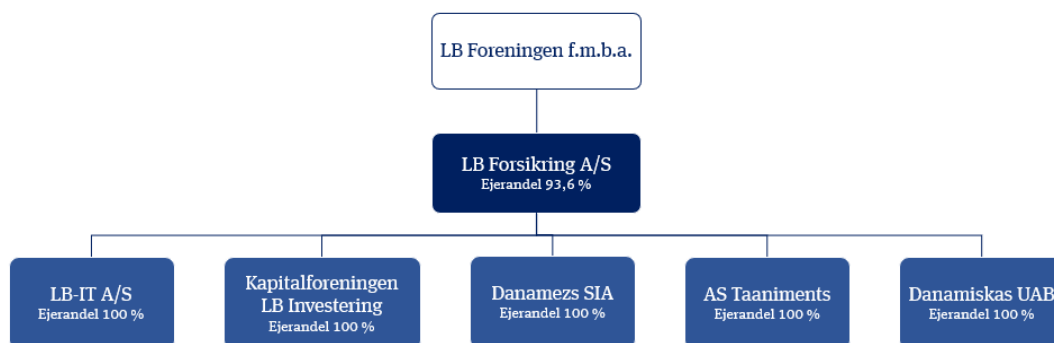 LB Foreningen f.m.b.a.
LB Forsikring A/S
Ejerandel 93,6 %
LB-IT A/S
Ejerandel 100 %
Kapitalforeningen
LB Investering
Ejerandel 100 %
Danamezs SIA
Ejerandel 100 %
AS Taaniments
Ejerandel 100 %
Danamiskas UAB
Ejerandel 100 %